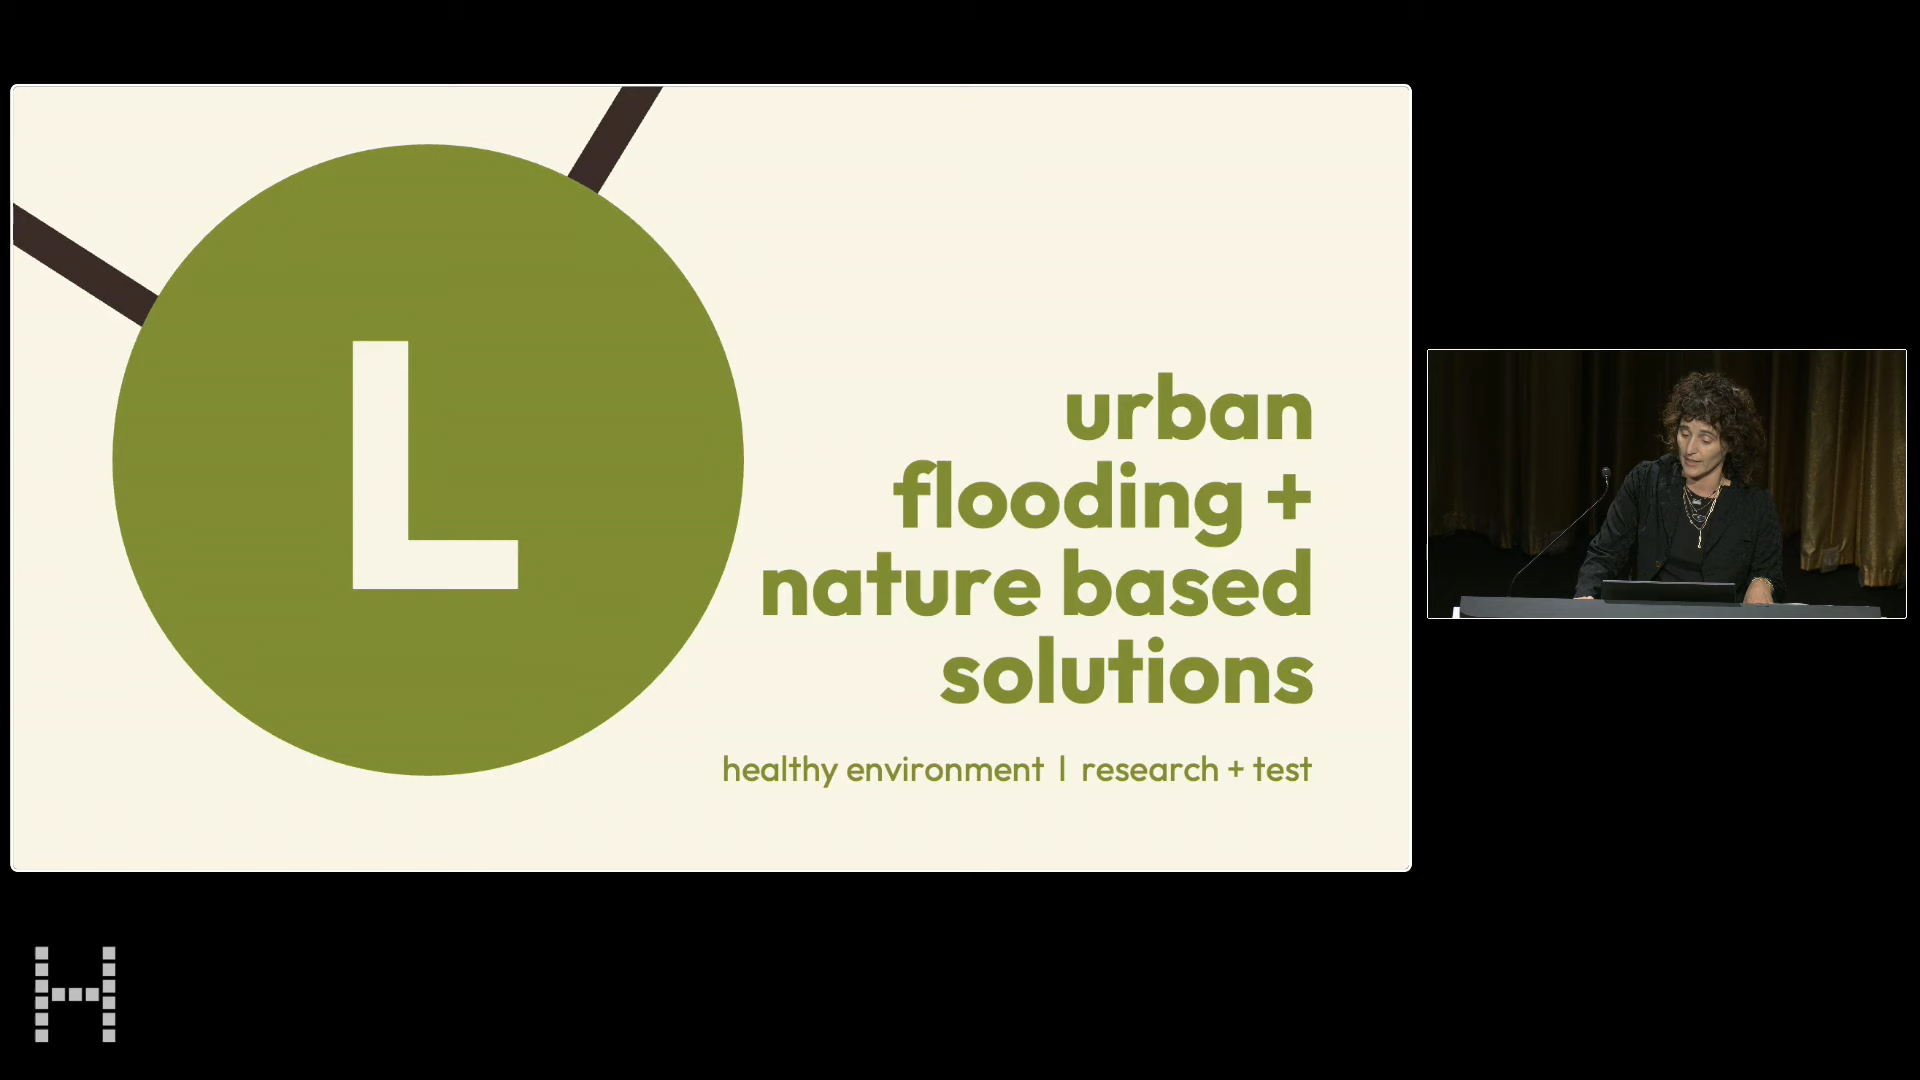 L
urban
flooding +
nature based
solutions
healthy environment | research + test
H